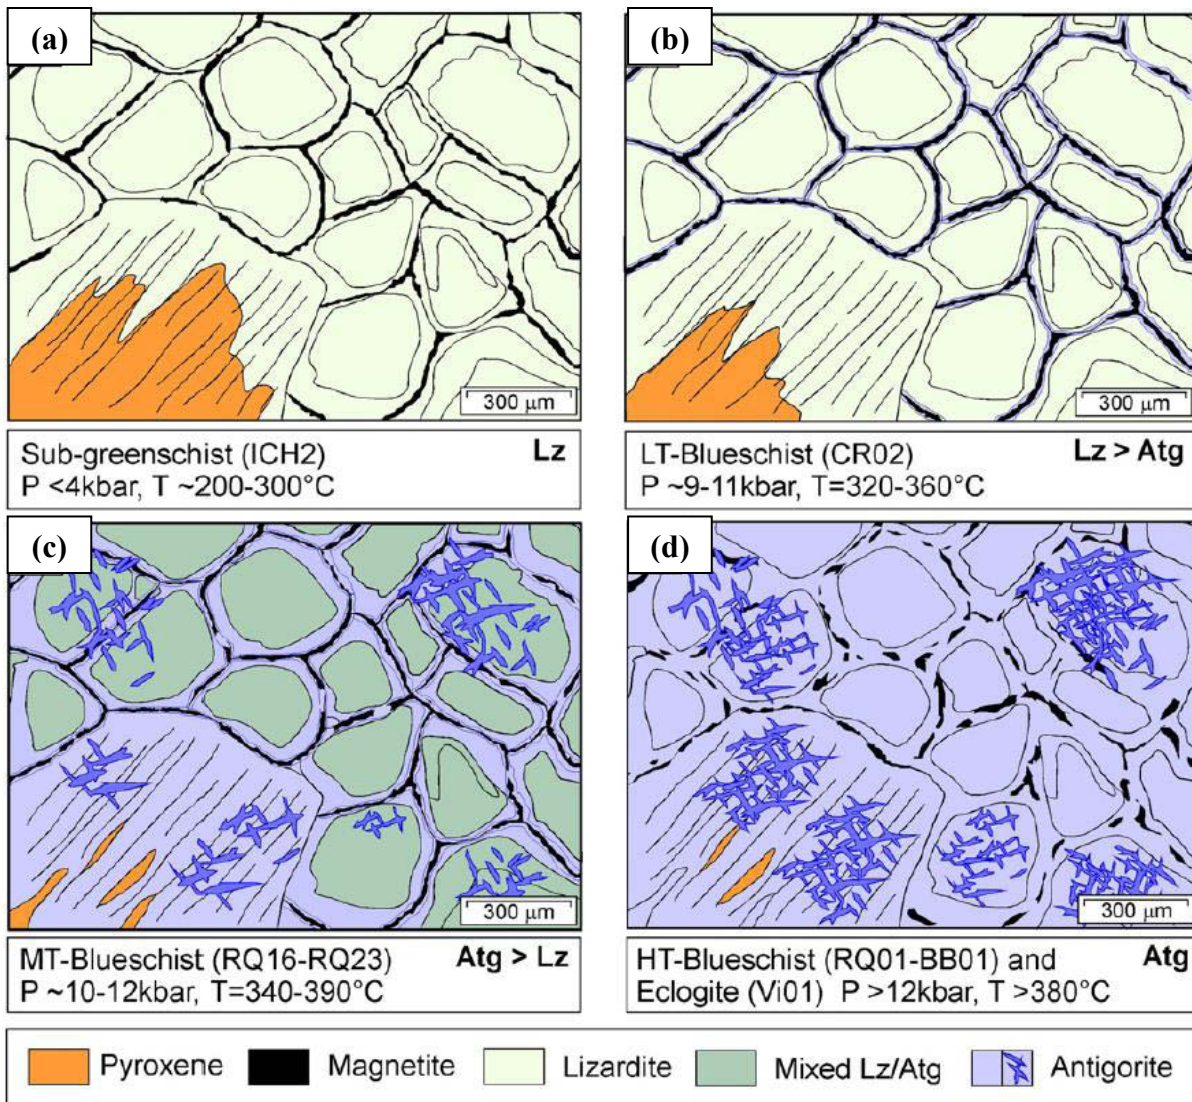 (a)
300 µm
Sub-greenschist (ICH2) Lz
P <4kbar, T ~200-300°C
(b)
300 µm
LT-Blueschist (CR02) Lz > Atg
P ~9-11kbar, T=320-360°C
(c)
300 µm
MT-Blueschist (RQ16-RQ23) Atg > Lz
P ~10-12kbar, T=340-390°C
(d)
300 µm
HT-Blueschist (RQ01-BB01) and Atg
Eclogite (Vi01) P >12kbar, T >380°C
Pyroxene Magnetite Lizardite Mixed Lz/Atg Antigorite